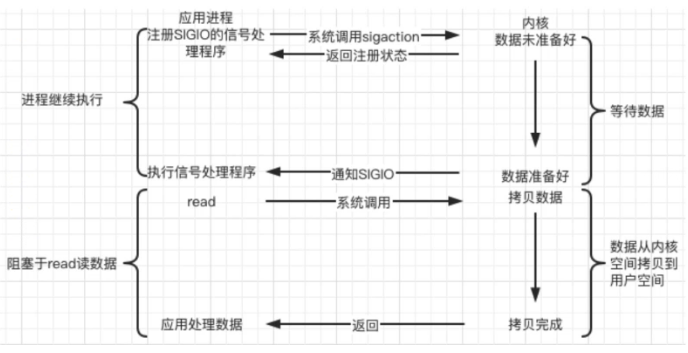 应用进程
注册SIGIO的信号处
理程序
系统调用sigaction
返回注册状态
内核
数据未准备好
进程继续执行
等待数据
执行信号处理程序
通知SIGIO
数据准备好
read
系统调用
拷贝数据
阻塞于read读数据
数据从内核
空间拷贝到
用户空间
应用处理数据
返回
拷贝完成